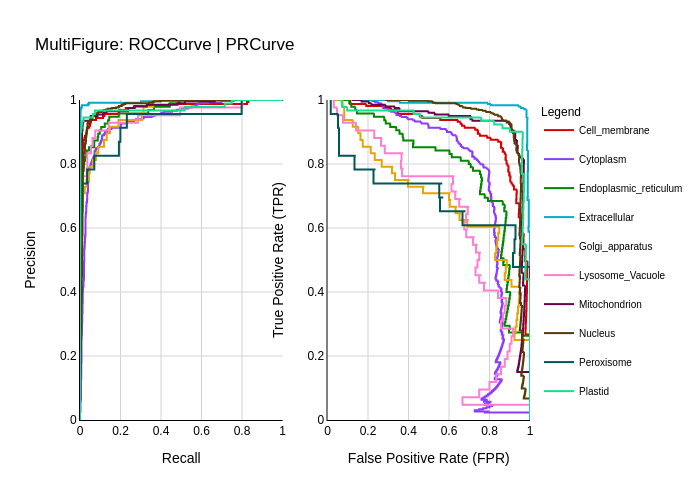 MultiFigure: ROCCurve | PRCurve
Precision
1
0.8
0.6
0.4
0.2
0
0
0.2
0.4
0.6
0.8
1
Recall
True Positive Rate (TPR)
1
0.8
0.6
0.4
0.2
0
0
0.2
0.4
0.6
0.8
1
False Positive Rate (FPR)
Legend
Cell_membrane
Cytoplasm
Endoplasmic_reticulum
Extracellular
Golgi_apparatus
Lysosome_Vacuole
Mitochondrion
Nucleus
Peroxisome
Plastid